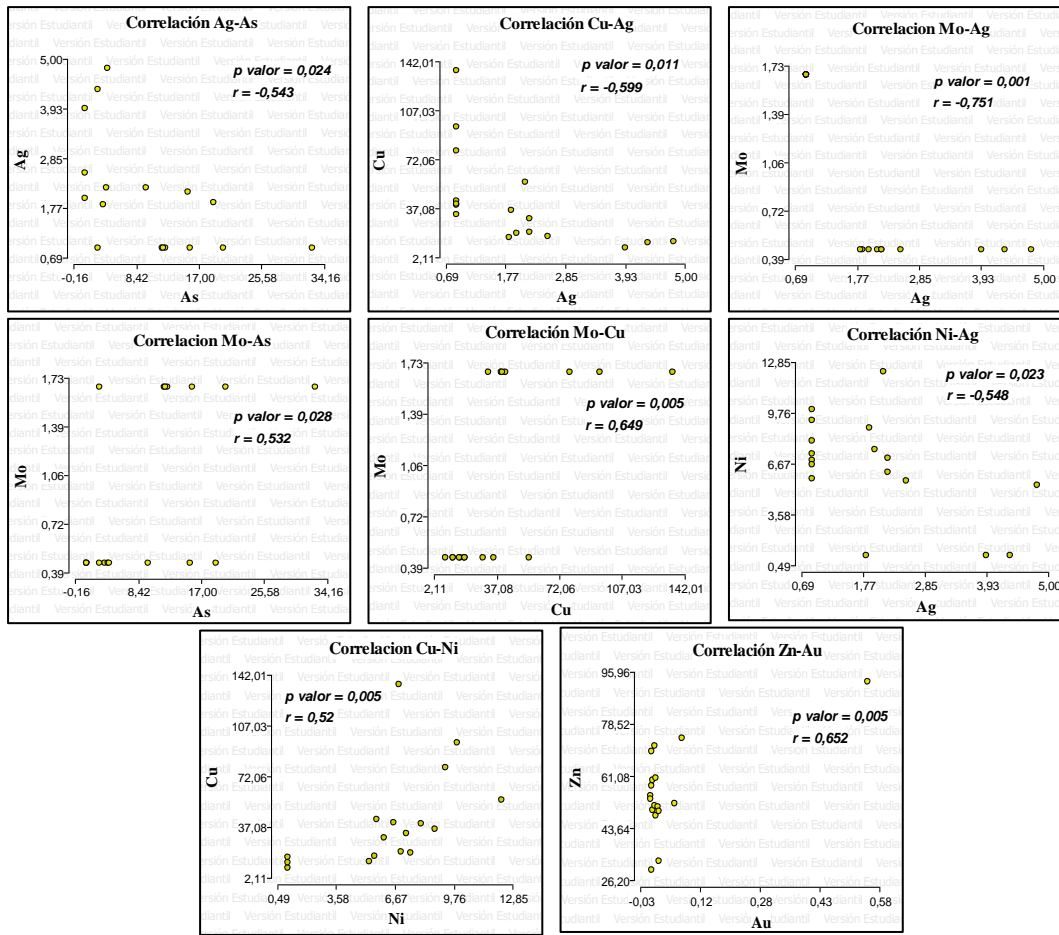 Correlación Ag-As
p valor = 0,024
r = -0,543
Ag
5,00
3,93
2,85
1,77
0,69
-0,16
8,42
17,00
25,58
34,16
As
Correlación Cu-Ag
p valor = 0,011
r = -0,599
Cu
142,01
107,03
72,06
37,08
2,11
0,69
1,77
2,85
3,93
5,00
Ag
Correlacion Mo-Ag
p valor = 0,001
r = -0,751
Mo
1,73
1,39
1,06
0,72
0,39
0,69
1,77
2,85
3,93
5,00
Ag
Correlacion Mo-As
p valor = 0,028
r = 0,532
Mo
1,73
1,39
1,06
0,72
0,39
-0,16
8,42
17,00
25,58
34,16
As
Correlación Mo-Cu
p valor = 0,005
r = 0,649
Mo
1,73
1,39
1,06
0,72
0,39
2,11
37,08
72,06
107,03
142,01
Cu
Correlación Ni-Ag
p valor = 0,023
r = -0,548
Ni
12,85
9,76
6,67
3,58
0,49
0,69
1,77
2,85
3,93
5,00
Ag
Correlacion Cu-Ni
p valor = 0,005
r = 0,52
Cu
142,01
107,03
72,06
37,08
2,11
0,49
3,58
6,67
9,76
12,85
Ni
Correlación Zn-Au
p valor = 0,005
r = 0,652
Zn
95,96
78,52
61,08
43,64
26,20
-0,03
0,12
0,28
0,43
0,58
Au
Versión Estudiantil